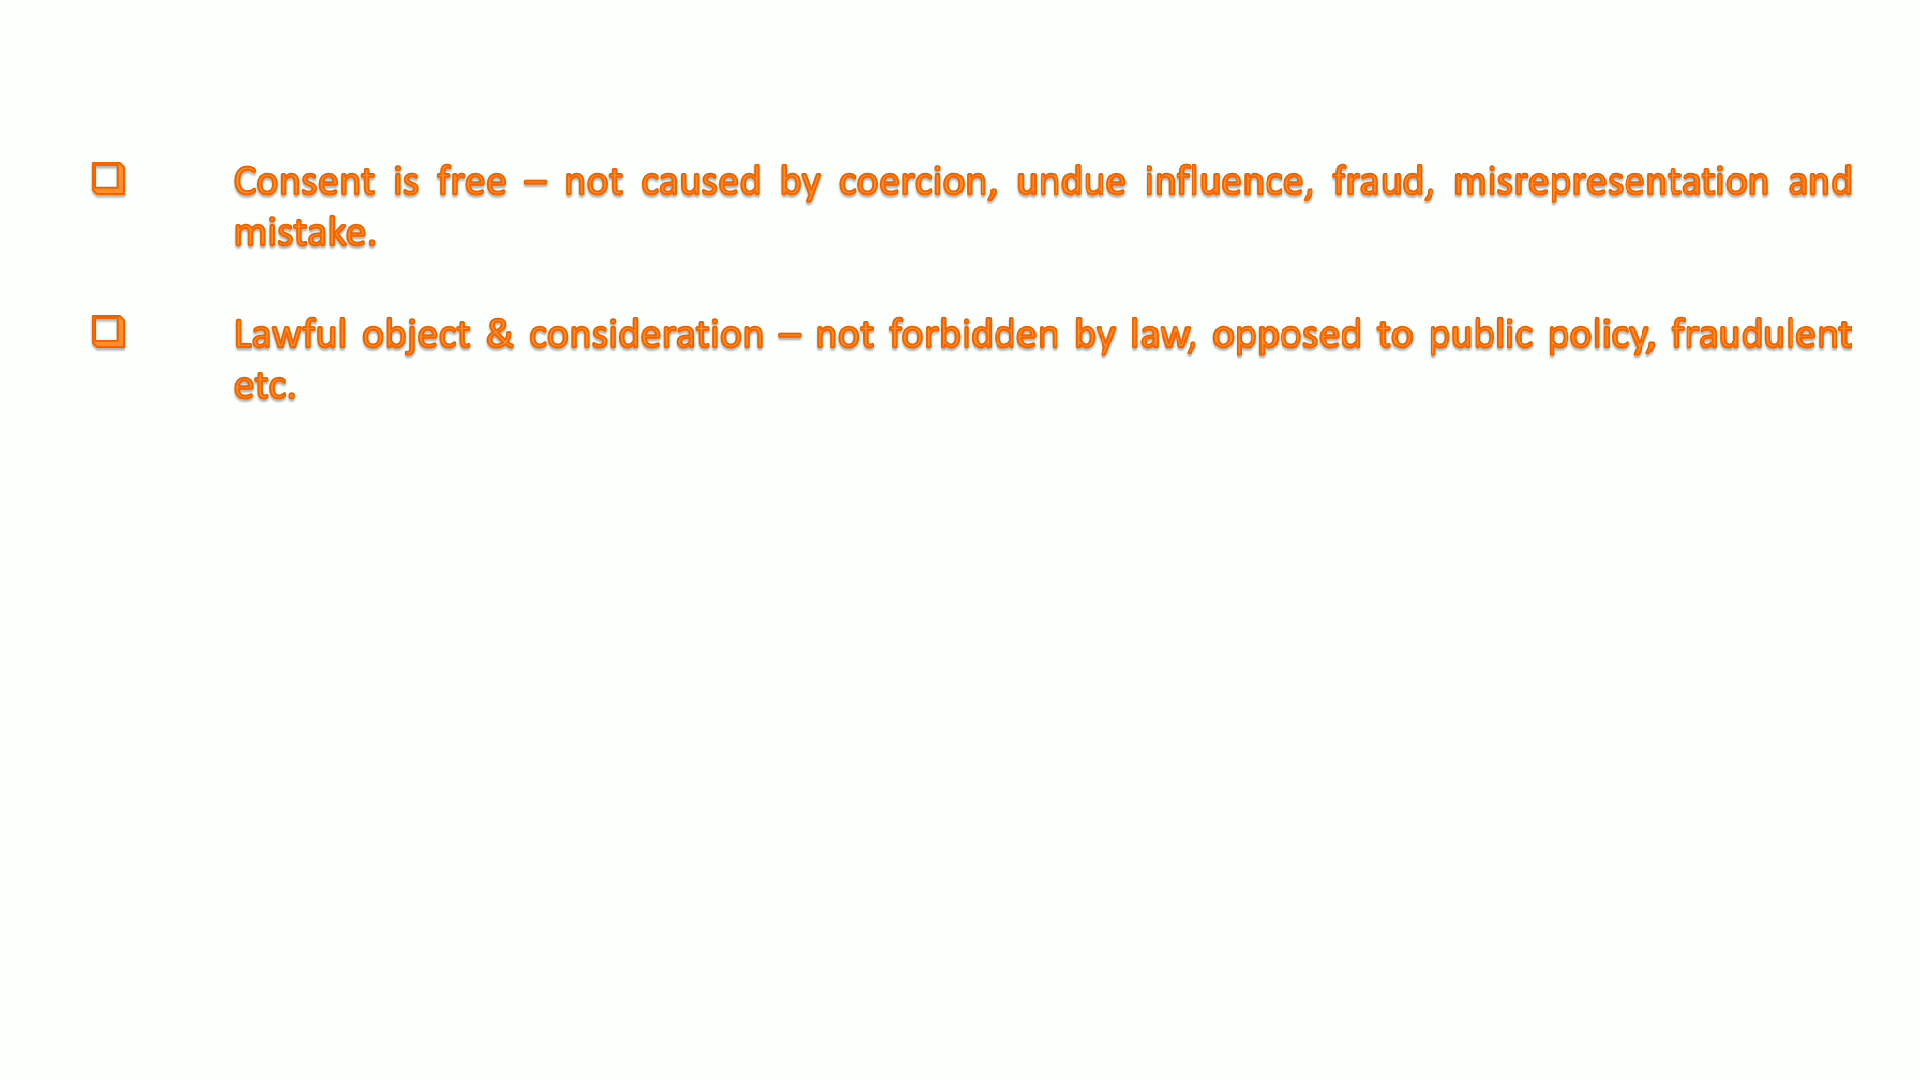 ❑ Consent is free – not caused by coercion, undue influence, fraud, misrepresentation and
mistake.
❑ Lawful object & consideration – not forbidden by law, opposed to public policy, fraudulent
etc.